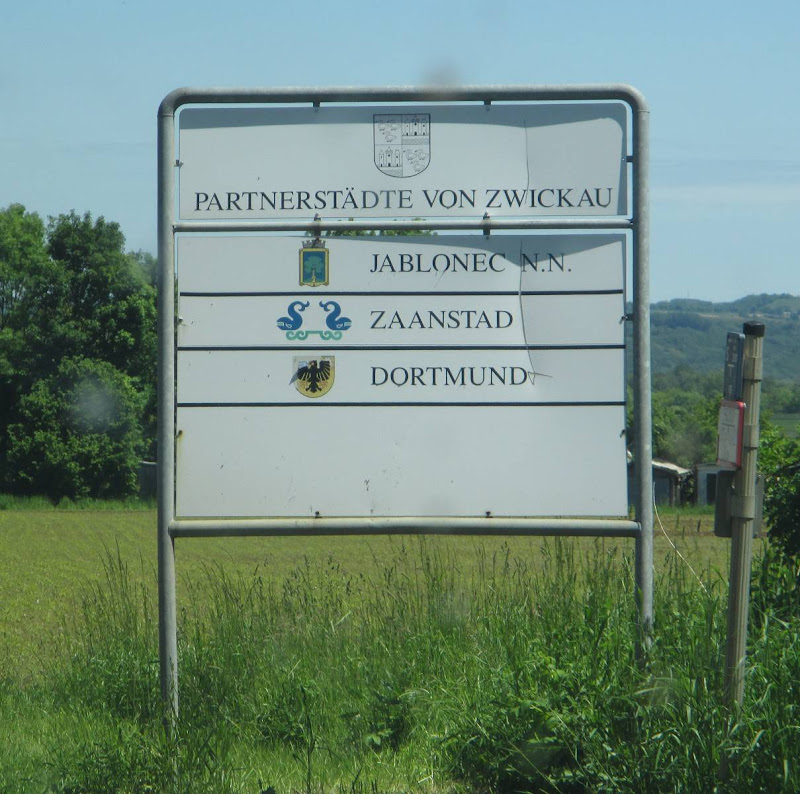 PARTNERSTÄDTE VON ZWICKAU
JABLONEC N.N.
ZAANSTAD
DORTMUND